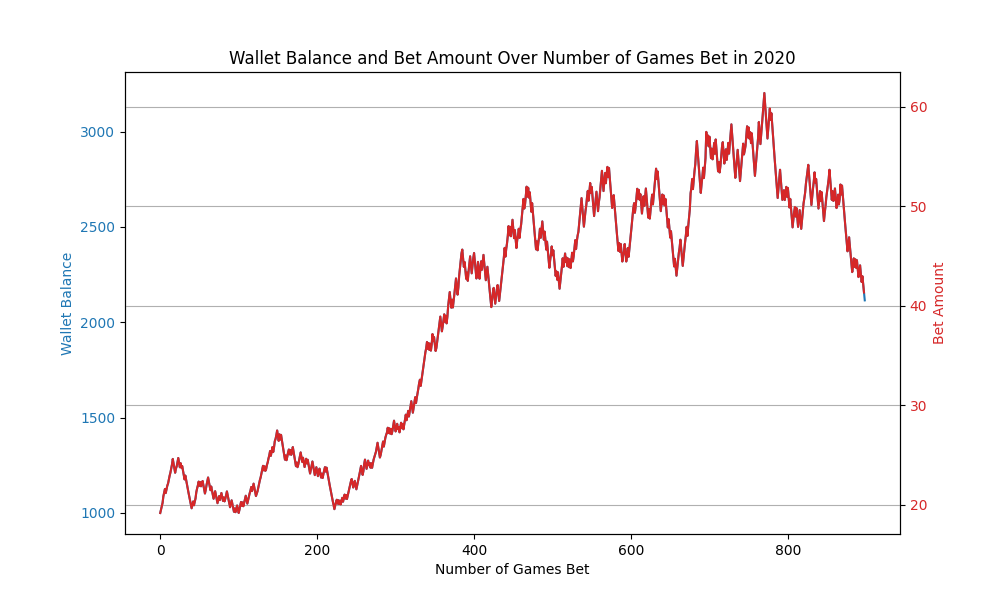 Wallet Balance and Bet Amount Over Number of Games Bet in 2020
3000
2500
2000
1500
1000
Wallet Balance
60
50
40
30
20
Bet Amount
0 200 400 600 800
Number of Games Bet